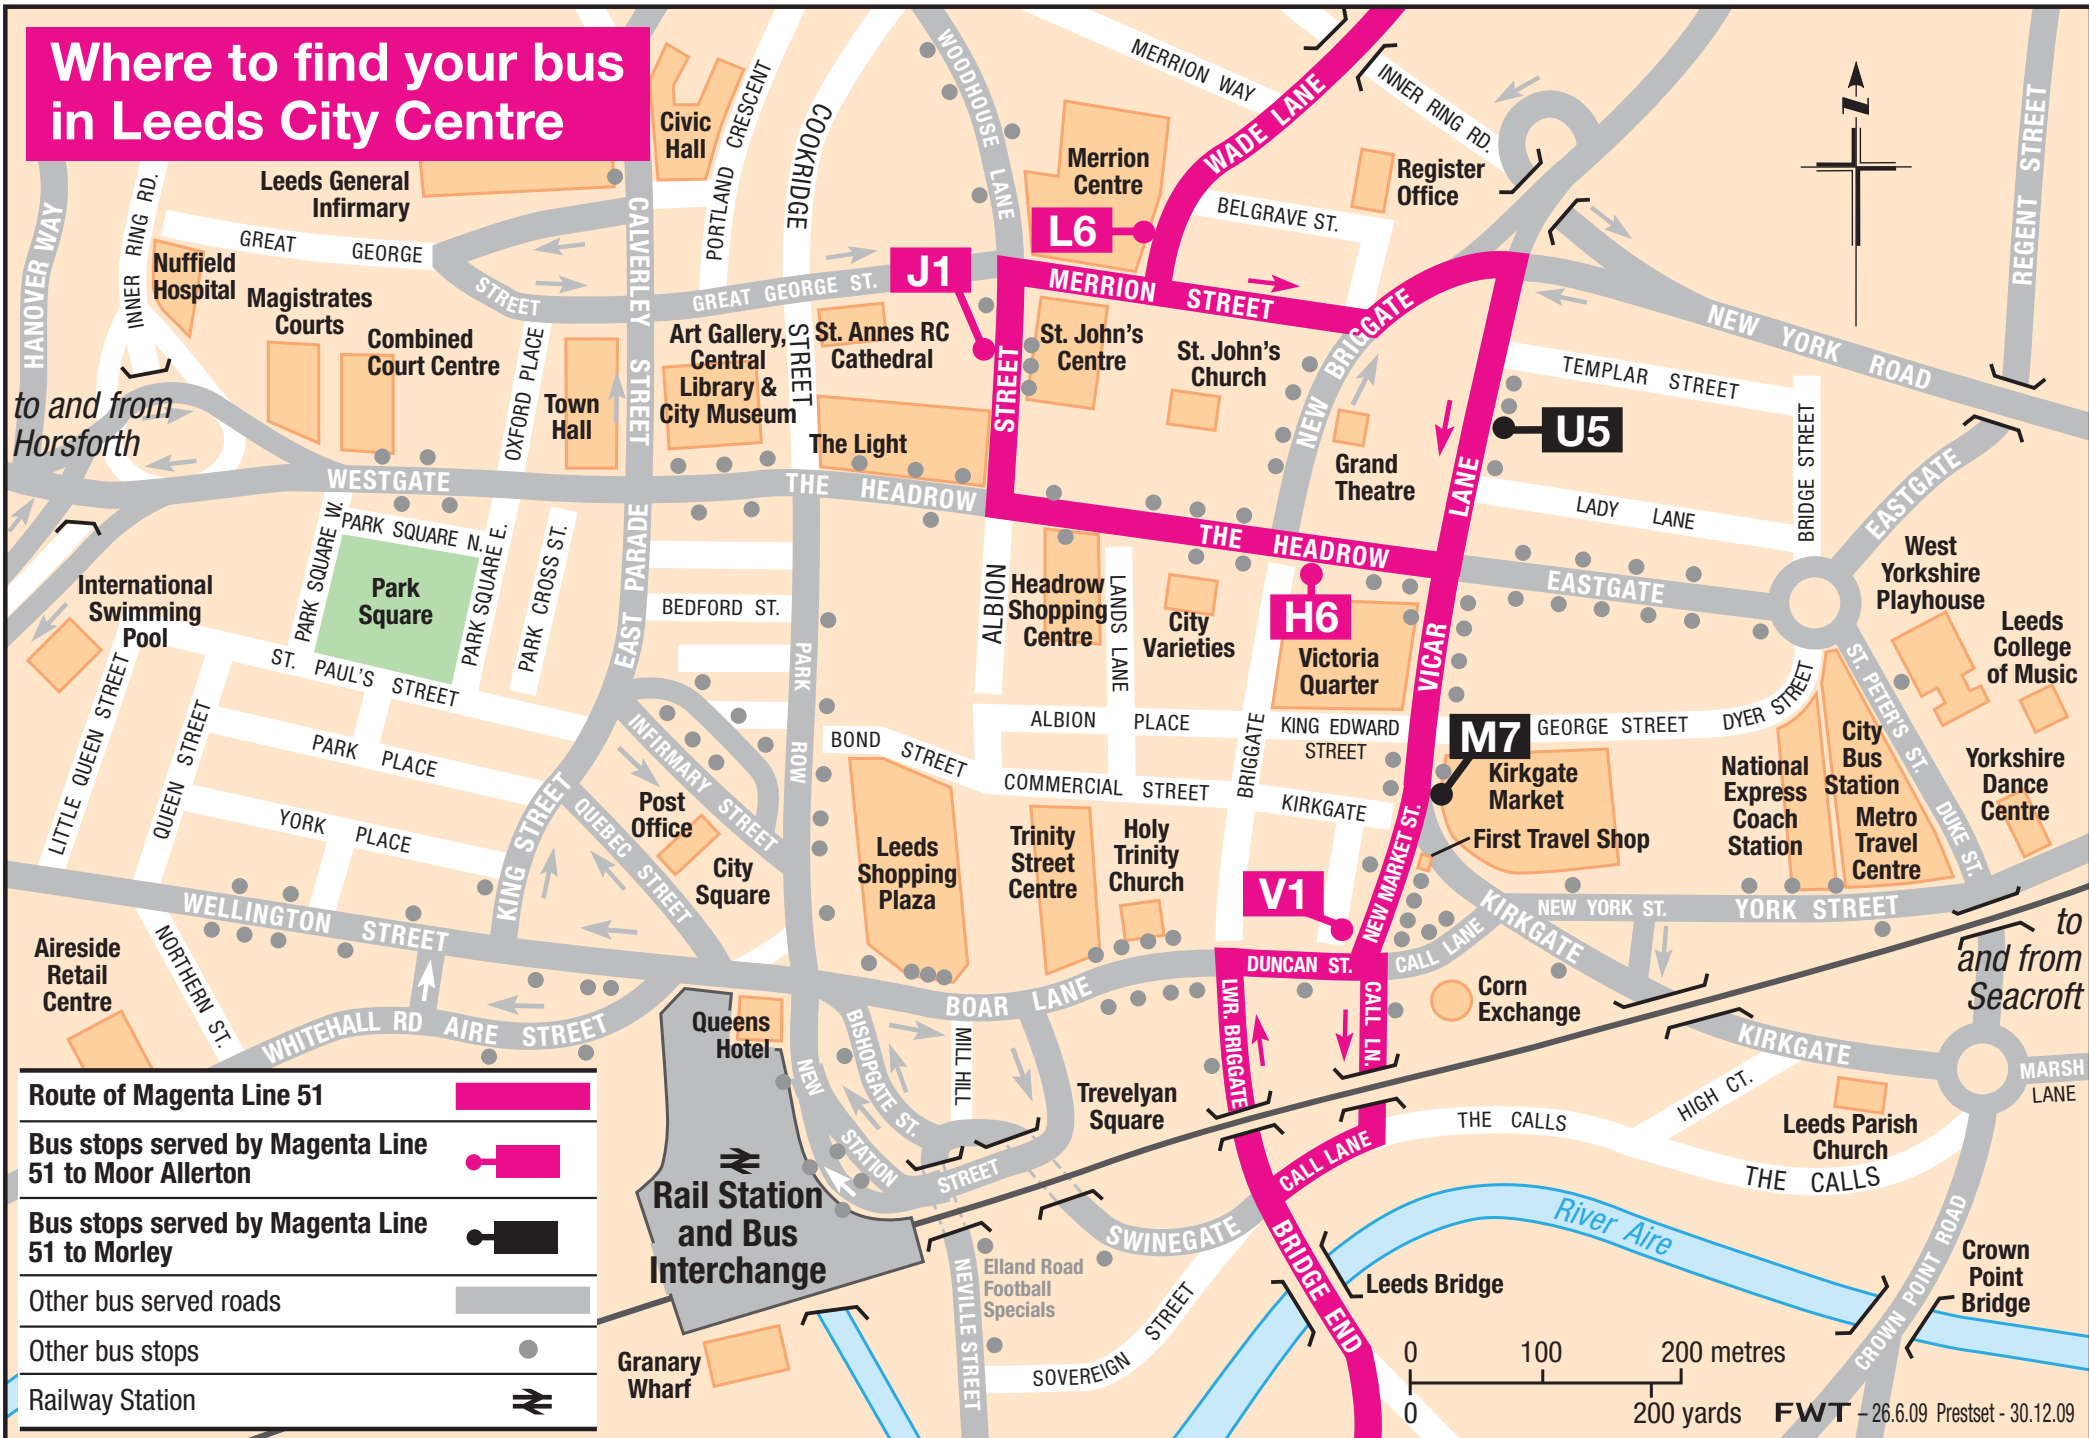 Where to find your bus
in Leeds City Centre
WOODHOUSE LANE
MERRION WAY
WADE LANE
INNER RING RD.
REGENT STREET
Civic
Hall
PORTLAND CRESCENT
COOKRIDGE
STREET
Merrion
Centre
Register
Office
N
HANOVER WAY
INNER RING RD.
Leeds General
Infirmary
CALVERLEY STREET
BELGRAVE ST.
L6
J1
GREAT GEORGE
STREET
GREAT GEORGE ST.
MERRION STREET
Nuffield
Hospital
Magistrates
Courts
Combined
Court Centre
OXFORD PLACE
Town
Hall
Art Gallery,
Central
Library &
City Museum
St. Annes RC
Cathedral
The Light
STREET
St. John's
Centre
St. John's
Church
NEW BRIGGATE
Grand
Theatre
NEW YORK ROAD
TEMPLAR STREET
U5
BRIDGE STREET
LADY LANE
EASTGATE
to and from
Horsforth
WESTGATE
THE HEADROW
THE HEADROW
VICAR LANE
EASTGATE
PARK SQUARE W.
PARK SQUARE N.
PARK SQUARE E.
PARK CROSS ST.
EAST PARADE
Park
Square
International
Swimming
Pool
BEDFORD ST.
PARK ROW
ALBION
Headrow
Shopping
Centre
LANDS LANE
City
Varieties
H6
Victoria
Quarter
West
Yorkshire
Playhouse
Leeds
College
of Music
ST. PAUL'S STREET
LITTLE QUEEN STREET
QUEEN STREET
PARK PLACE
YORK PLACE
KING STREET
INFIRMARY STREET
QUEBEC STREET
Post
Office
City
Square
BOND STREET
ALBION PLACE
COMMERCIAL STREET
BRIGGATE
KING EDWARD
STREET
KIRKGATE
M7
GEORGE STREET
DYER STREET
ST. PETER'S ST.
DUKE ST.
Kirkgate
Market
First Travel Shop
National
Express
Coach
Station
City
Bus
Station
Metro
Travel
Centre
Yorkshire
Dance
Centre
Leeds
Shopping
Plaza
Trinity
Street
Centre
Holy
Trinity
Church
V1
NEW MARKET ST.
WELLINGTON STREET
NORTHERN ST.
Aireside
Retail
Centre
WHITEHALL RD
AIRE STREET
KIRKGATE
NEW YORK ST.
YORK STREET
DUNCAN ST.
CALL LANE
Corn
Exchange
to
and from
Seacroft
BOAR LANE
Queens
Hotel
BISHOPGATE ST.
MILL HILL
NEW STATION STREET
LWR. BRIGGATE
CALL LN.
Trevelyan
Square
KIRKGATE
MARSH
LANE
HIGH CT.
THE CALLS
THE CALLS
Leeds Parish
Church
CALL LANE
Rail Station
and Bus
Interchange
SWINEGATE
BRIDGE END
River Aire
Leeds Bridge
CROWN POINT ROAD
Crown
Point
Bridge
Elland Road
Football
Specials
NEVILLE STREET
SOVEREIGN STREET
Granary
Wharf
Route of Magenta Line 51
Bus stops served by Magenta Line
51 to Moor Allerton
Bus stops served by Magenta Line
51 to Morley
Other bus served roads
Other bus stops
Railway Station
0 100 200 metres
0 200 yards
FWT – 26.6.09 Prestset - 30.12.09